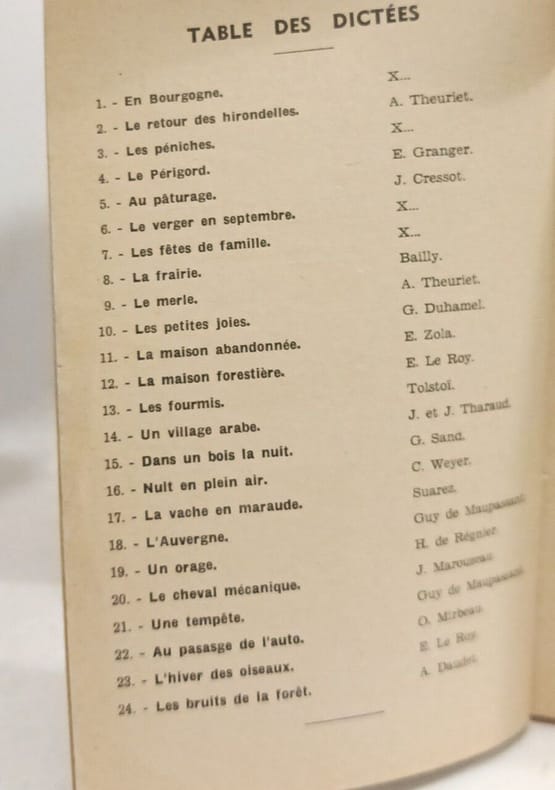 TABLE DES DICTÉES
1. - En Bourgogne. X...
2. - Le retour des hirondelles. A. Theuriet.
3. - Les péniches. X...
4. - Le Périgord. E. Granger.
5. - Au pâturage. J. Cressot.
6. - Le verger en septembre. X...
7. - Les fêtes de famille. X...
8. - La frairie. Bailly.
9. - Le merle. A. Theuriet.
10. - Les petites joies. G. Duhamel.
11. - La maison abandonnée. E. Zola.
12. - La maison forestière. E. Le Roy.
13. - Les fourmis. Tolstoï.
14. - Un village arabe. J. et J. Tharaud.
15. - Dans un bois la nuit. G. Sand.
16. - Nuit en plein air. C. Weyer.
17. - La vache en maraude. Suarez.
18. - L'Auvergne. Guy de Maupassant.
19. - Un orage. H. de Régnier.
20. - Le cheval mécanique. J. Marouseau.
21. - Une tempête. Guy de Maupassant.
22. - Au pasasge de l'auto. O. Mirbeau.
23. - L'hiver des oiseaux. E. Le Roy.
24. - Les bruits de la forêt. A. Daudet.